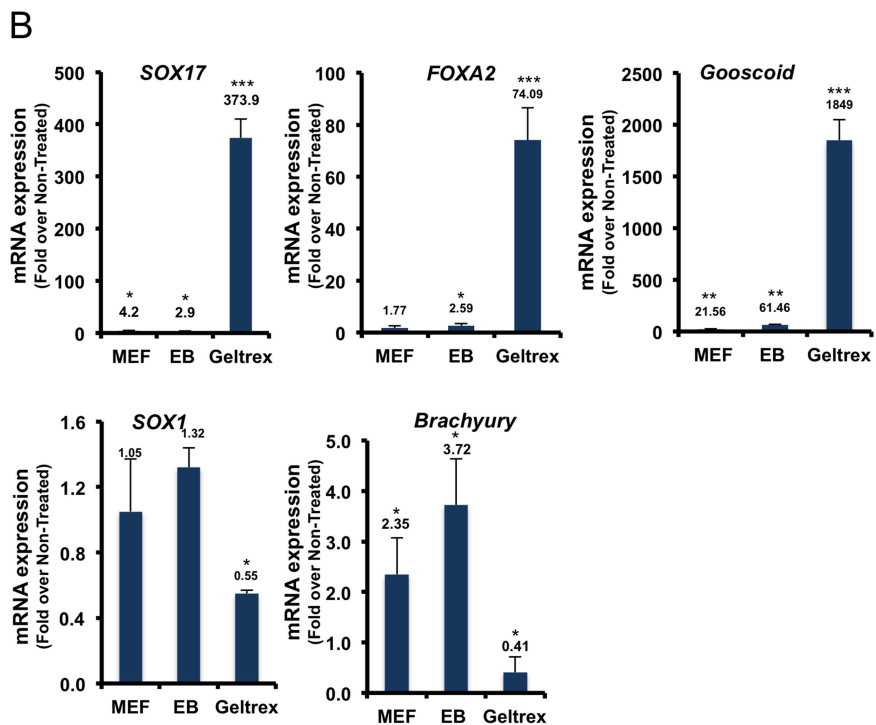 B
SOX17
mRNA expression
(Fold over Non-Treated)
500
400
300
200
100
0
*
4.2
*
2.9
***
373.9
MEF EB Geltrex
FOXA2
mRNA expression
(Fold over Non-Treated)
100
80
60
40
20
0
1.77
*
2.59
***
74.09
MEF EB Geltrex
Gooscoid
mRNA expression
(Fold over Non-Treated)
2500
2000
1500
1000
500
0
**
21.56
**
61.46
***
1849
MEF EB Geltrex
SOX1
mRNA expression
(Fold over Non-Treated)
1.6
1.2
0.8
0.4
0.0
1.05
1.32
*
0.55
MEF EB Geltrex
Brachyury
mRNA expression
(Fold over Non-Treated)
5.0
4.0
3.0
2.0
1.0
0.0
*
2.35
*
3.72
*
0.41
MEF EB Geltrex